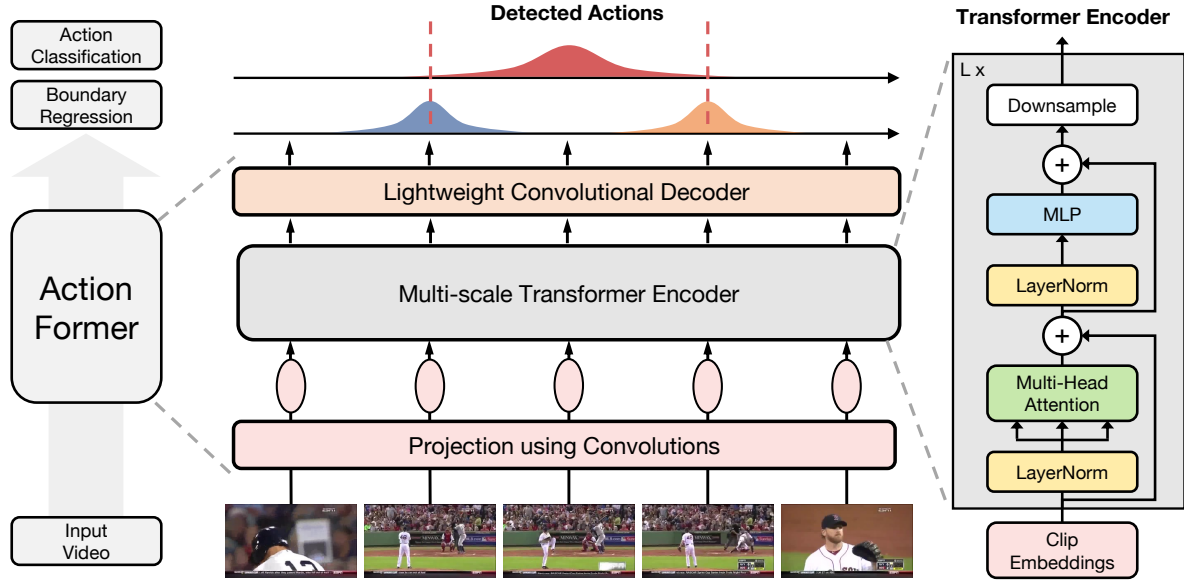 Detected Actions
Transformer Encoder
Action
Classification
Boundary
Regression
Action
Former
Input
Video
Lightweight Convolutional Decoder
Multi-scale Transformer Encoder
Projection using Convolutions
12
L x
Downsample
+
MLP
LayerNorm
+
Multi-Head
Attention
LayerNorm
Clip
Embeddings